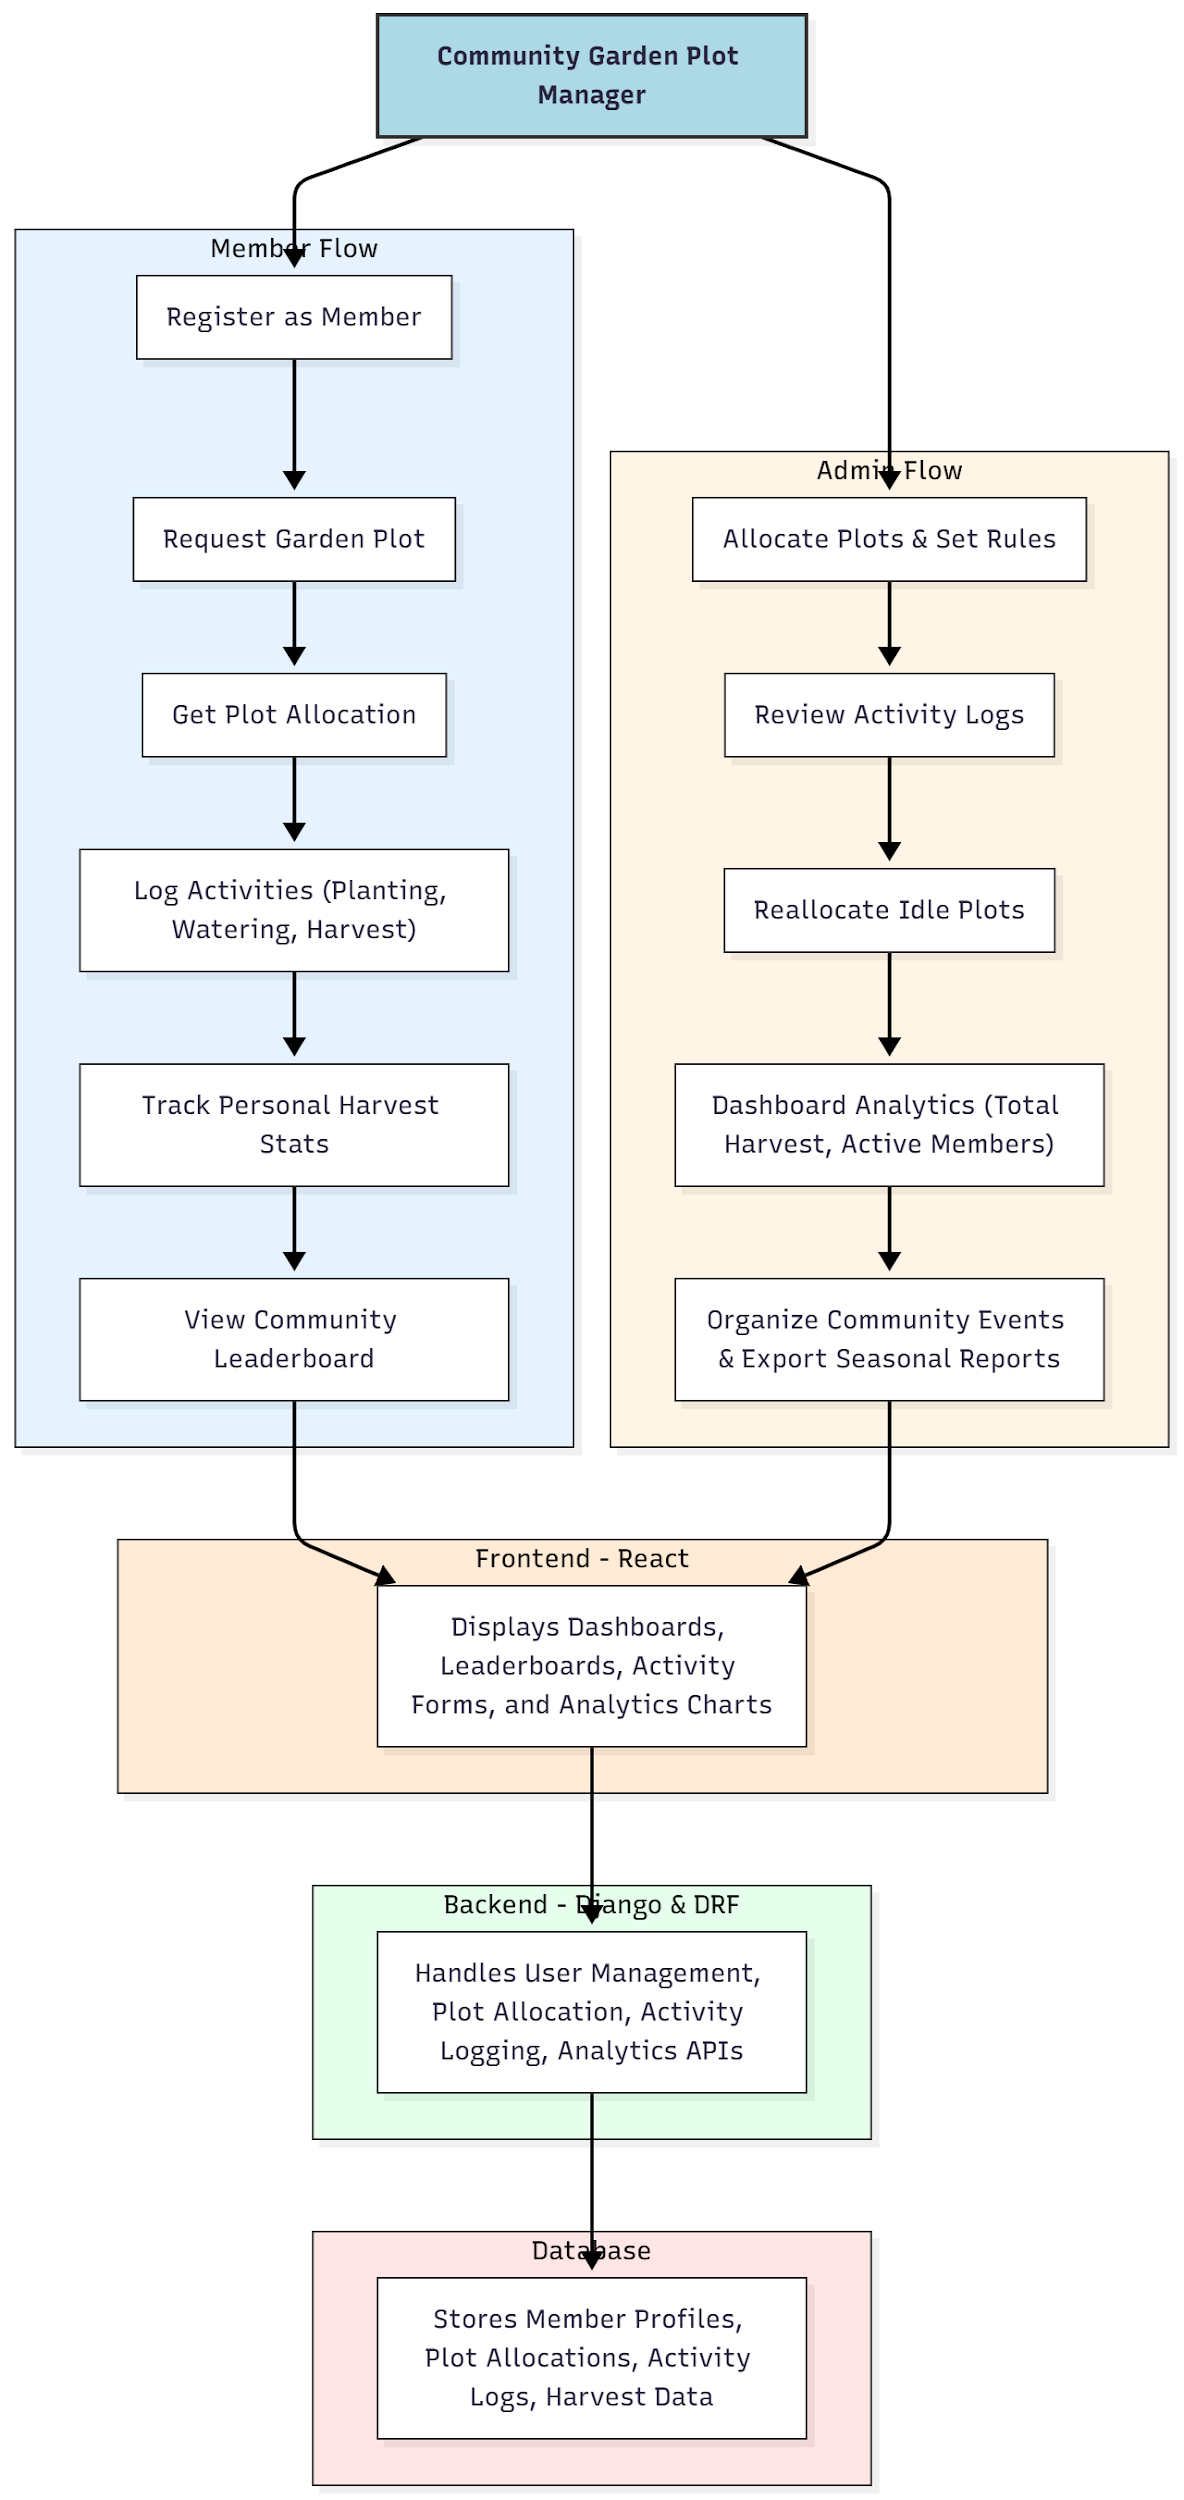 Community Garden Plot
Manager
Member Flow
Register as Member
Request Garden Plot
Get Plot Allocation
Log Activities (Planting,
Watering, Harvest)
Track Personal Harvest
Stats
View Community
Leaderboard
Admin Flow
Allocate Plots & Set Rules
Review Activity Logs
Reallocate Idle Plots
Dashboard Analytics (Total
Harvest, Active Members)
Organize Community Events
& Export Seasonal Reports
Frontend - React
Displays Dashboards,
Leaderboards, Activity
Forms, and Analytics Charts
Backend - Django & DRF
Handles User Management,
Plot Allocation, Activity
Logging, Analytics APIs
Database
Stores Member Profiles,
Plot Allocations, Activity
Logs, Harvest Data